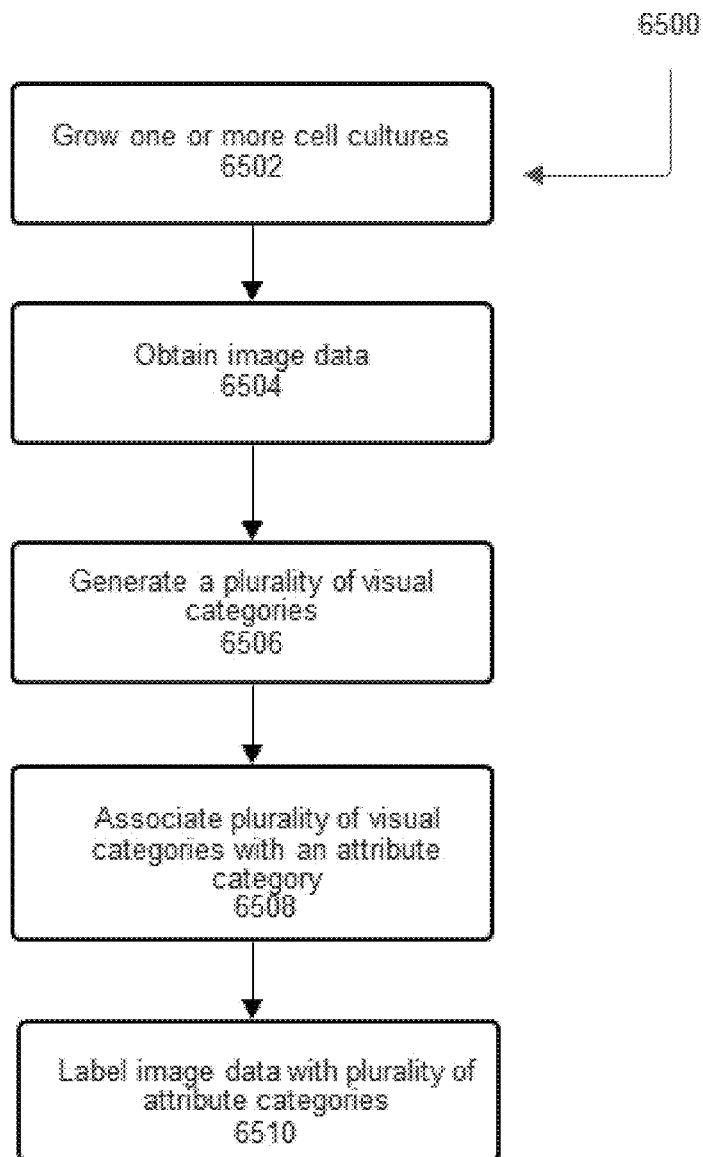 6500
Grow one or more cell cultures
6502
Obtain image data
6504
Generate a plurality of visual
categories
6506
Associate plurality of visual
categories with an attribute
category
6508
Label image data with plurality of
attribute categories
6510